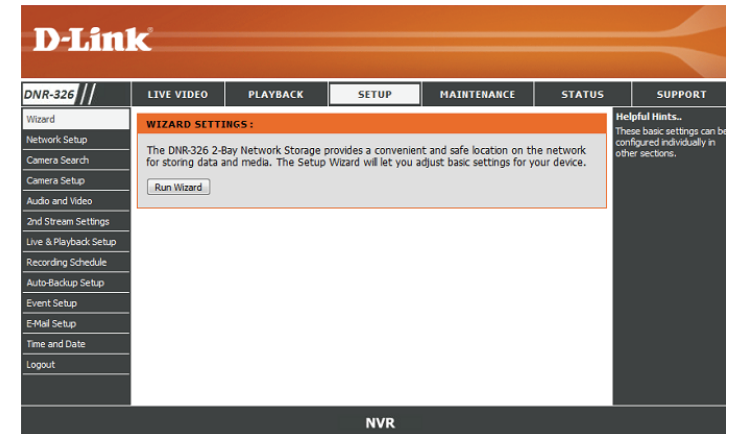 D-Link
DNR-326
LIVE VIDEO
PLAYBACK
SETUP
MAINTENANCE
STATUS
SUPPORT
Wizard
Network Setup
Camera Search
Camera Setup
Audio and Video
2nd Stream Settings
Live & Playback Setup
Recording Schedule
Auto-Backup Setup
Event Setup
E-Mail Setup
Time and Date
Logout
WIZARD SETTINGS :
The DNR-326 2-Bay Network Storage provides a convenient and safe location on the network
for storing data and media. The Setup Wizard will let you adjust basic settings for your device.
Run Wizard
Helpful Hints..
These basic settings can be
configured individually in
other sections.
NVR